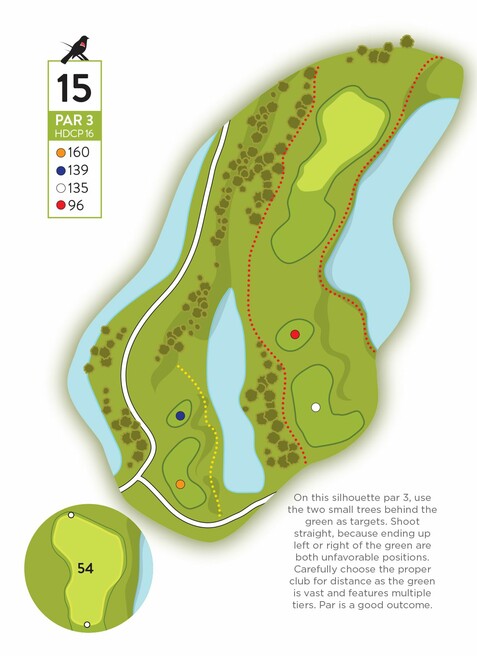 15
PAR 3
HDCP 16
160
139
135
96
54
On this silhouette par 3, use
the two small trees behind the
green as targets. Shoot
straight, because ending up
left or right of the green are
both unfavorable positions.
Carefully choose the proper
club for distance as the green
is vast and features multiple
tiers. Par is a good outcome.